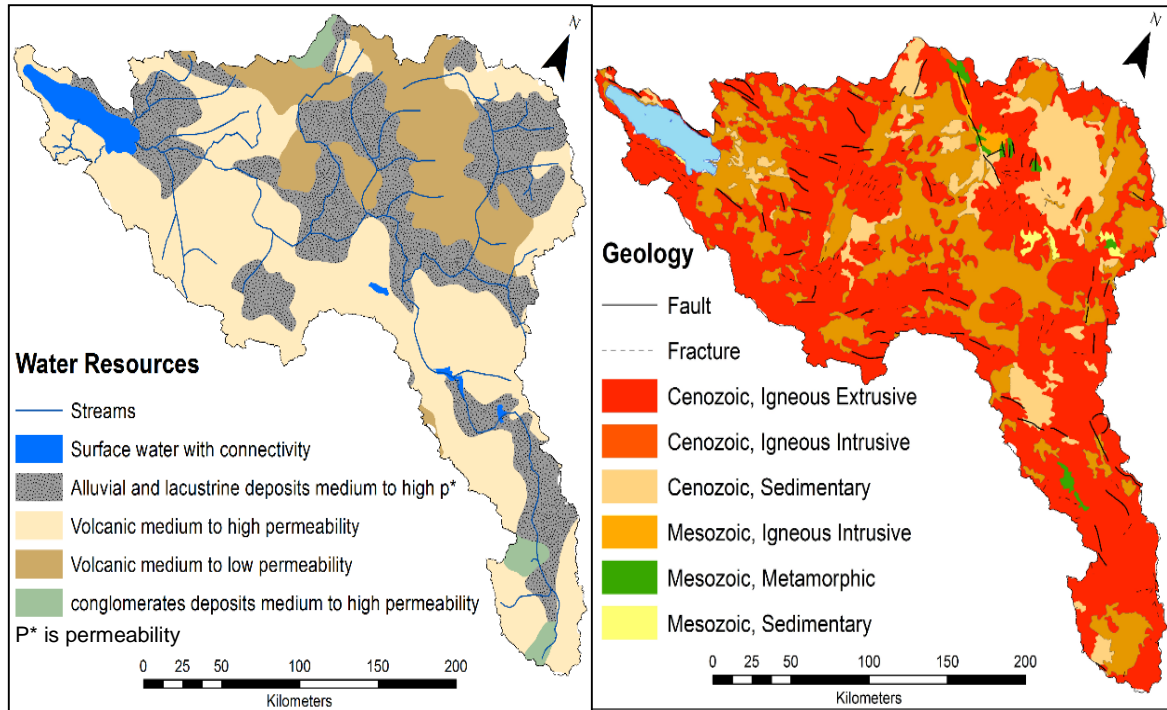 N
Water Resources
Streams
Surface water with connectivity
Alluvial and lacustrine deposits medium to high p*
Volcanic medium to high permeability
Volcanic medium to low permeability
conglomerates deposits medium to high permeability
P* is permeability
0 25 50 100 150 200
Kilometers
N
Geology
Fault
Fracture
Cenozoic, Igneous Extrusive
Cenozoic, Igneous Intrusive
Cenozoic, Sedimentary
Mesozoic, Igneous Intrusive
Mesozoic, Metamorphic
Mesozoic, Sedimentary
0 25 50 100 150 200
Kilometers